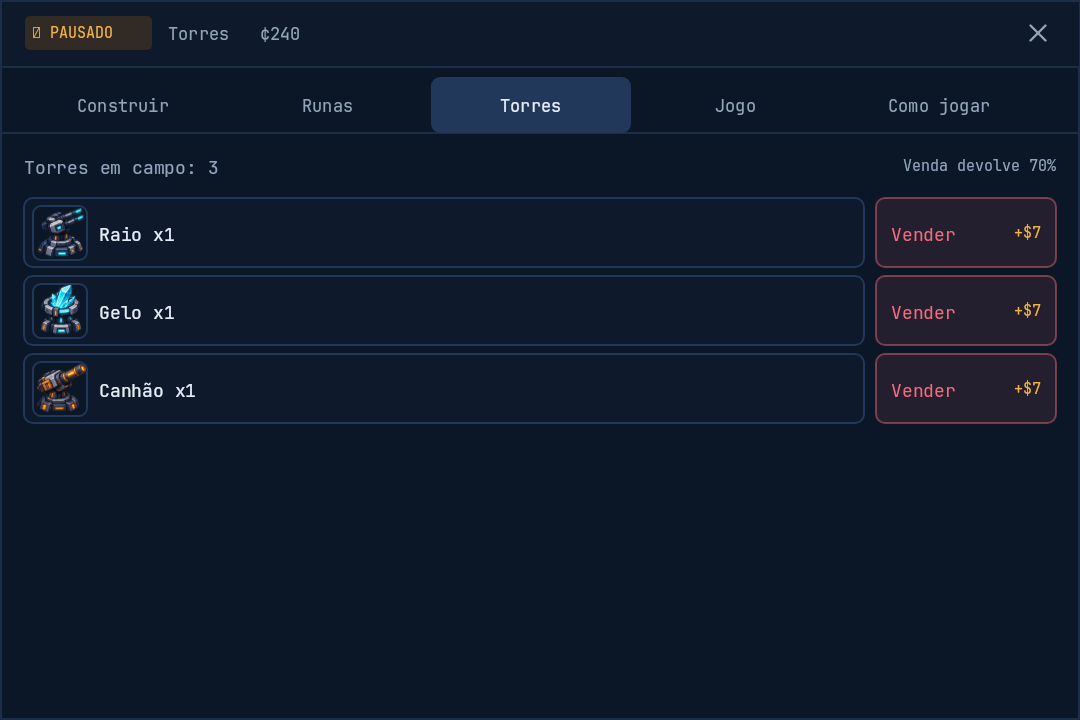 PAUSADO Torres ₵240
Construir Runas Torres Jogo Como jogar
Torres em campo: 3 Venda devolve 70%
Raio x1 Vender +$7
Gelo x1 Vender +$7
Canhão x1 Vender +$7